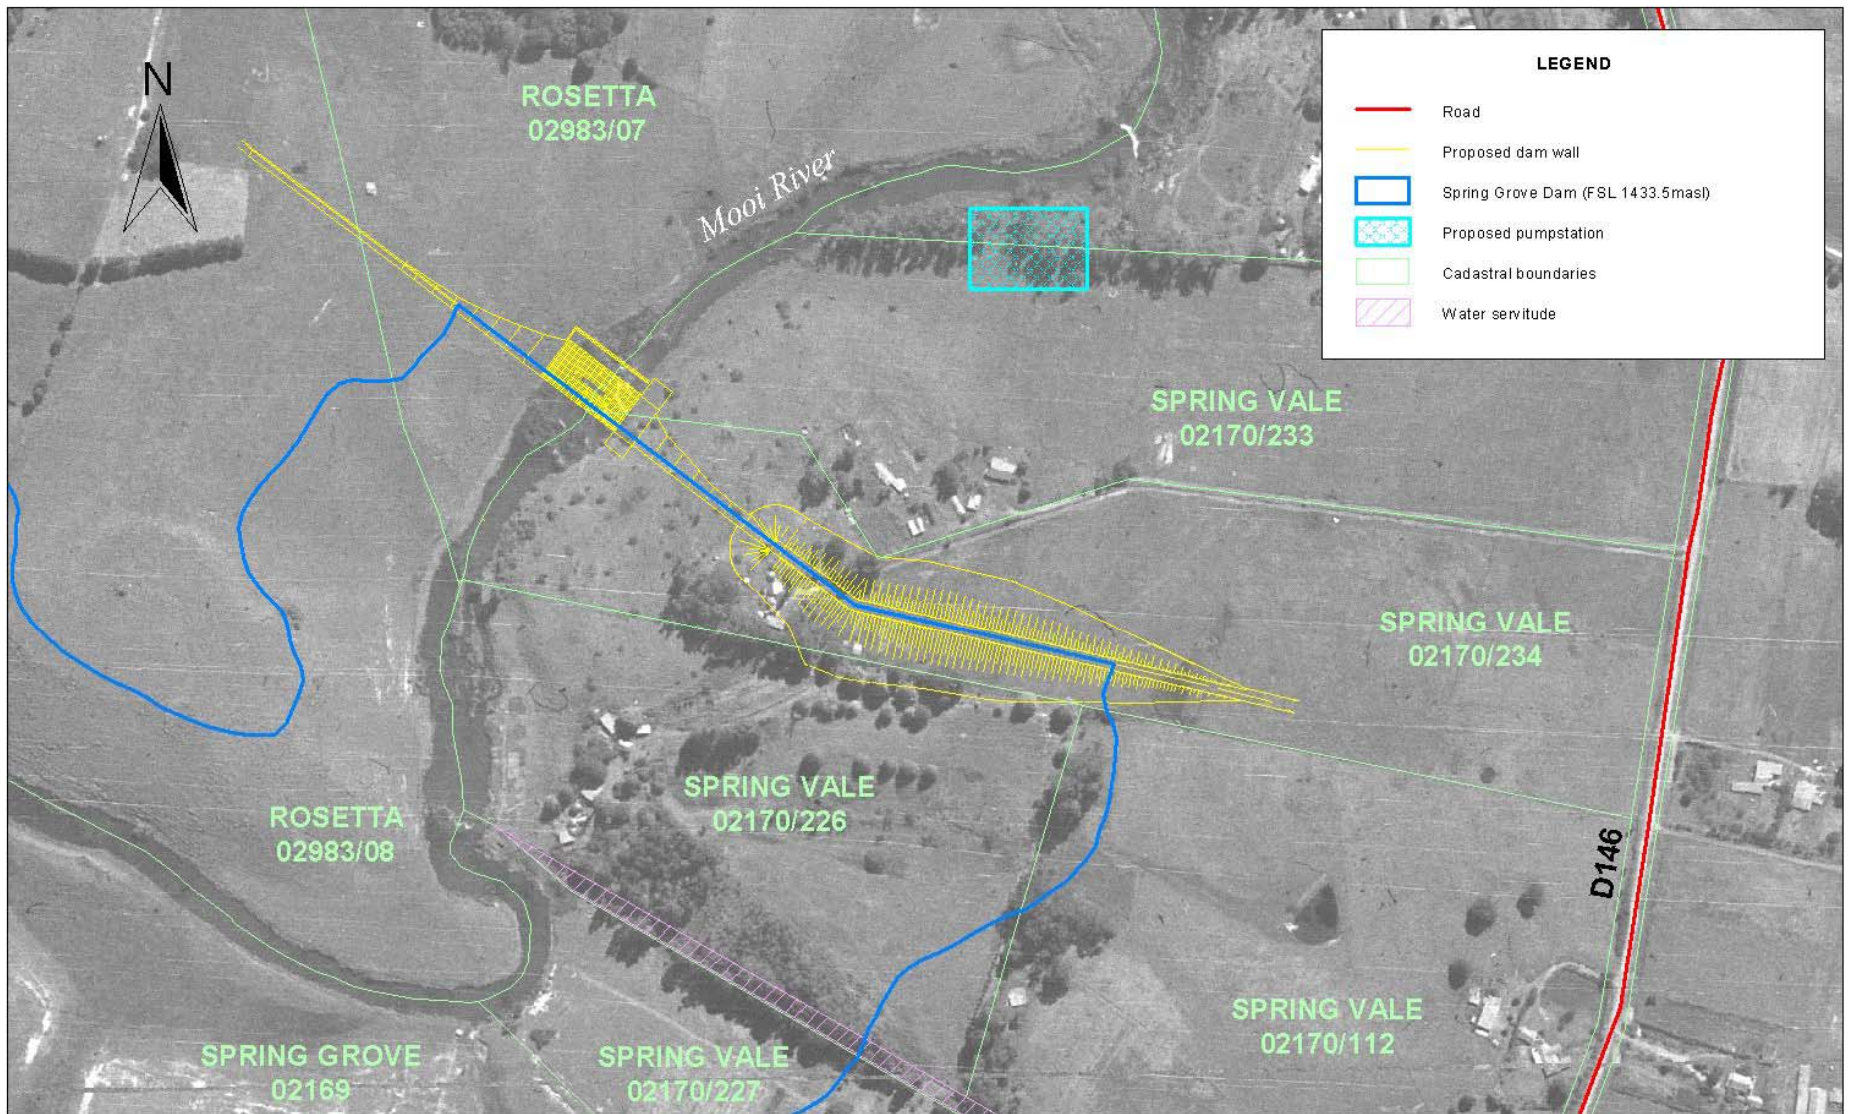 N
ROSETTA
02983/07
Mooi River
LEGEND
Road
Proposed dam wall
Spring Grove Dam (FSL 1433.5masl)
Proposed pumpstation
Cadastral boundaries
Water servitude
SPRING VALE
02170/233
SPRING VALE
02170/234
SPRING VALE
02170/226
ROSETTA
02983/08
D146
SPRING VALE
02170/112
SPRING GROVE
02169
SPRING VALE
02170/227